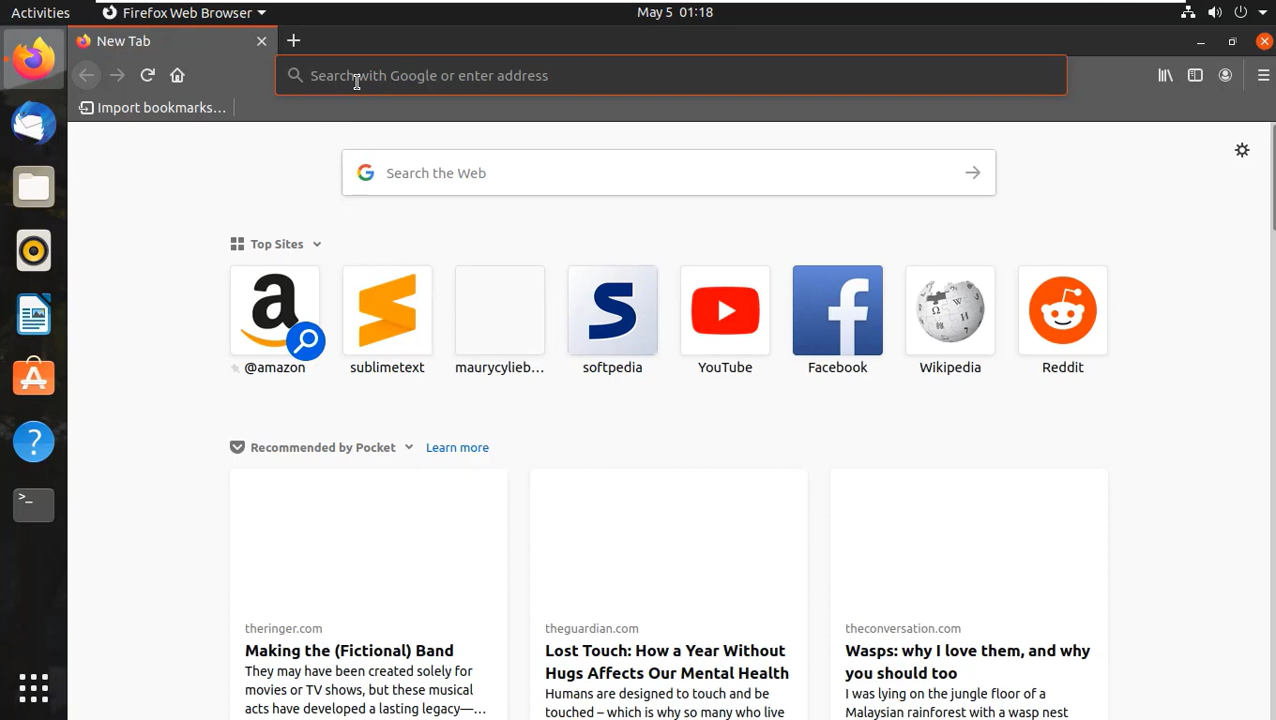 Activities
Firefox Web Browser
May 5 01:18
New Tab
Search with Google or enter address
Import bookmarks...
Search the Web
Top Sites
@amazon
sublimetext
maurycylieb...
softpedia
YouTube
Facebook
Wikipedia
Reddit
Recommended by Pocket
Learn more
theringer.com
Making the (Fictional) Band
They may have been created solely for
movies or TV shows, but these musical
acts have developed a lasting legacy—...
theguardian.com
Lost Touch: How a Year Without
Hugs Affects Our Mental Health
Humans are designed to touch and be
touched – which is why so many who live
theconversation.com
Wasps: why I love them, and why
you should too
I was lying on the jungle floor of a
Malaysian rainforest with a wasp nest